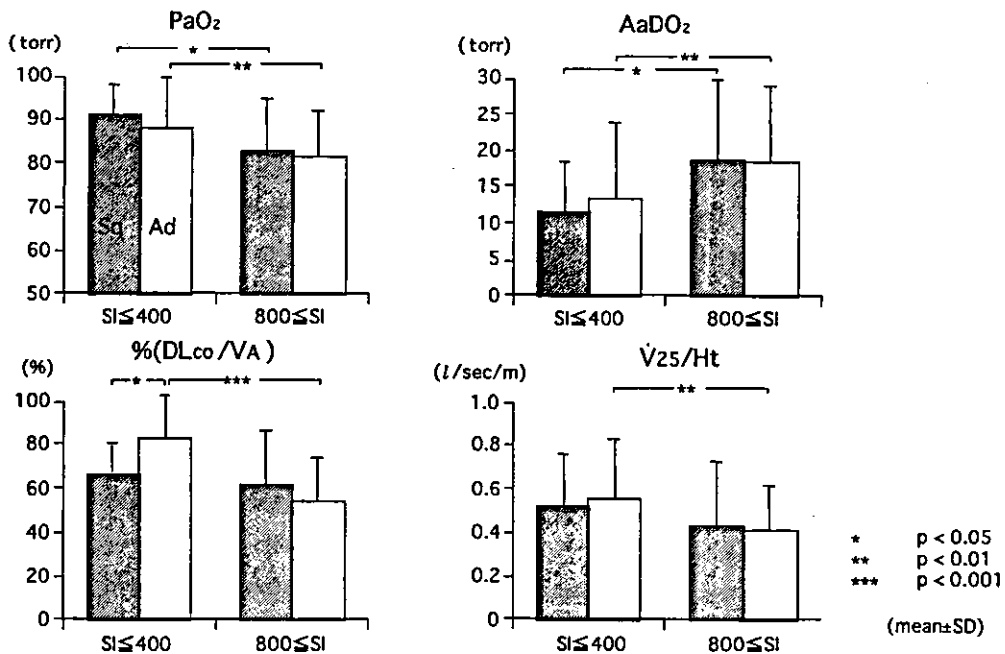 PaO2
(torr)
*
**
100
90
80
70
60
50
Sq
Ad
SI≦400
800≦SI
AaDO2
(torr)
**
*
30
25
20
15
10
5
0
SI≦400
800≦SI
%(DLco/VA)
(%)
*
***
100
80
60
40
20
0
SI≦400
800≦SI
V̇25/Ht
(l/sec/m)
**
1.0
0.8
0.6
0.4
0.2
0
SI≦400
800≦SI
* p < 0.05
** p < 0.01
*** p < 0.001
(mean±SD)